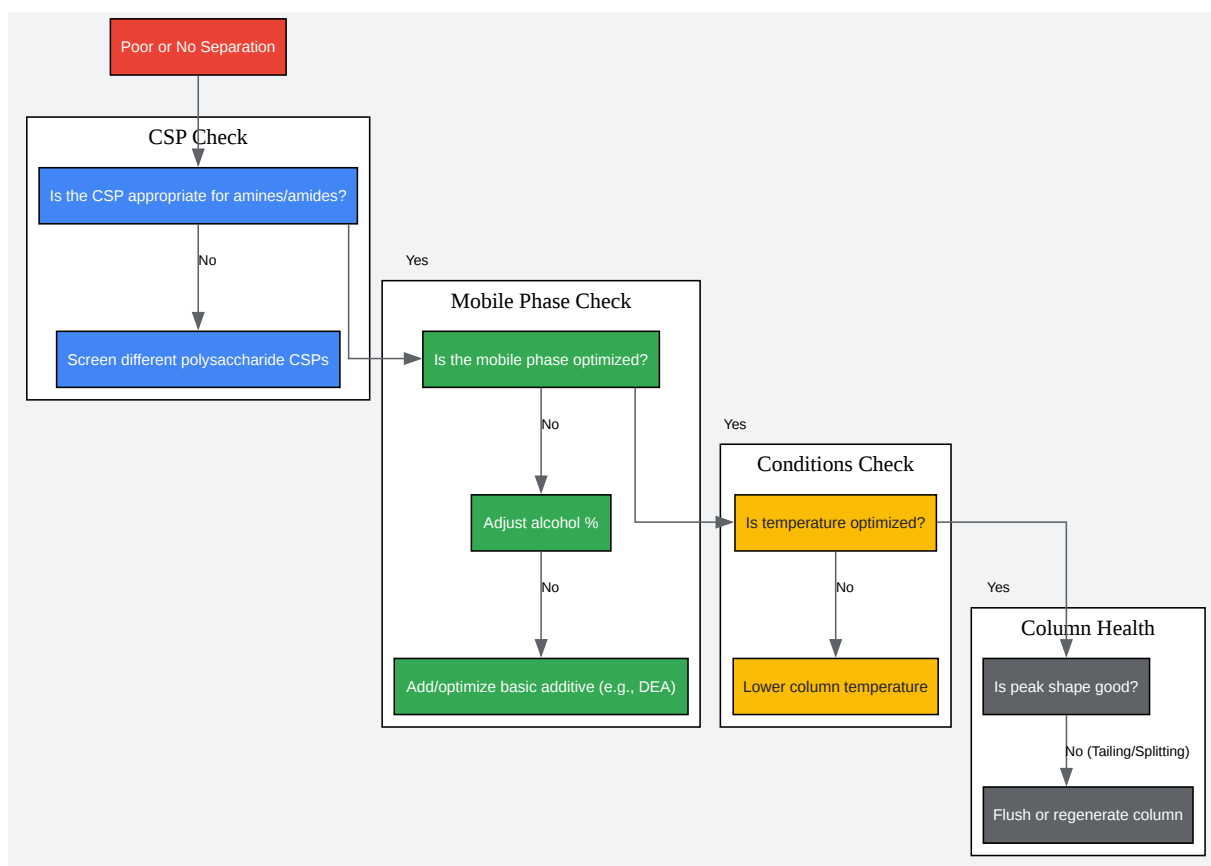 Poor or No Separation
CSP Check
Is the CSP appropriate for amines/amides?
No
Yes
Screen different polysaccharide CSPs
Mobile Phase Check
Is the mobile phase optimized?
No
Yes
Adjust alcohol %
No
Add/optimize basic additive (e.g., DEA)
Conditions Check
Is temperature optimized?
No
Yes
Lower column temperature
Column Health
Is peak shape good?
No (Tailing/Splitting)
Flush or regenerate column